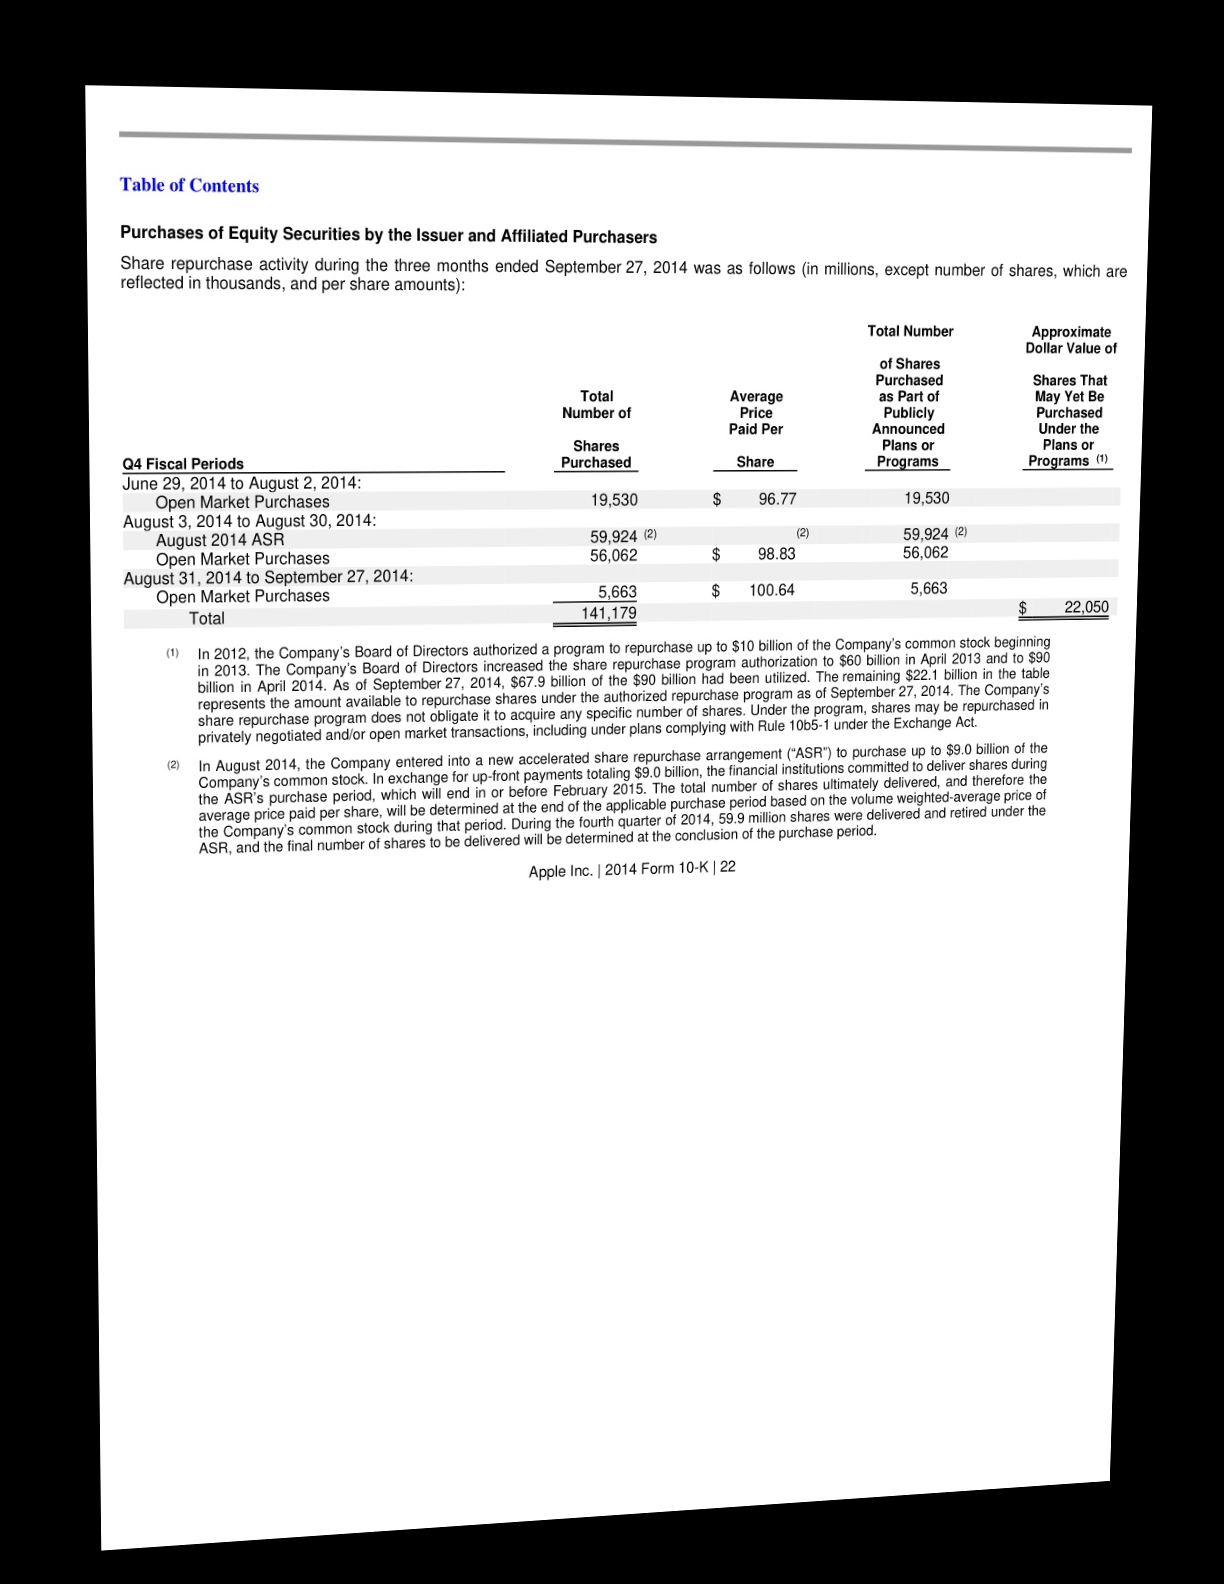 Table of Contents
Purchases of Equity Securities by the Issuer and Affiliated Purchasers
Share repurchase activity during the three months ended September 27, 2014 was as follows (in millions, except number of shares, which are
reflected in thousands, and per share amounts):
Q4 Fiscal Periods Total Number of Shares Purchased Average Price Paid Per Share Total Number of Shares Purchased as Part of Publicly Announced Plans or Programs Approximate Dollar Value of Shares That May Yet Be Purchased Under the Plans or Programs (1)
June 29, 2014 to August 2, 2014:
Open Market Purchases 19,530 $ 96.77 19,530
August 3, 2014 to August 30, 2014:
August 2014 ASR 59,924 (2) (2) 59,924 (2)
Open Market Purchases 56,062 $ 98.83 56,062
August 31, 2014 to September 27, 2014:
Open Market Purchases 5,663 $ 100.64 5,663
Total 141,179 $ 22,050
(1) In 2012, the Company's Board of Directors authorized a program to repurchase up to $10 billion of the Company's common stock beginning
in 2013. The Company's Board of Directors increased the share repurchase program authorization to $60 billion in April 2013 and to $90
billion in April 2014. As of September 27, 2014, $67.9 billion of the $90 billion had been utilized. The remaining $22.1 billion in the table
represents the amount available to repurchase shares under the authorized repurchase program as of September 27, 2014. The Company's
share repurchase program does not obligate it to acquire any specific number of shares. Under the program, shares may be repurchased in
privately negotiated and/or open market transactions, including under plans complying with Rule 10b5-1 under the Exchange Act.
(2) In August 2014, the Company entered into a new accelerated share repurchase arrangement (“ASR”) to purchase up to $9.0 billion of the
Company's common stock. In exchange for up-front payments totaling $9.0 billion, the financial institutions committed to deliver shares during
the ASR's purchase period, which will end in or before February 2015. The total number of shares ultimately delivered, and therefore the
average price paid per share, will be determined at the end of the applicable purchase period based on the volume weighted-average price of
the Company's common stock during that period. During the fourth quarter of 2014, 59.9 million shares were delivered and retired under the
ASR, and the final number of shares to be delivered will be determined at the conclusion of the purchase period.
Apple Inc. | 2014 Form 10-K | 22